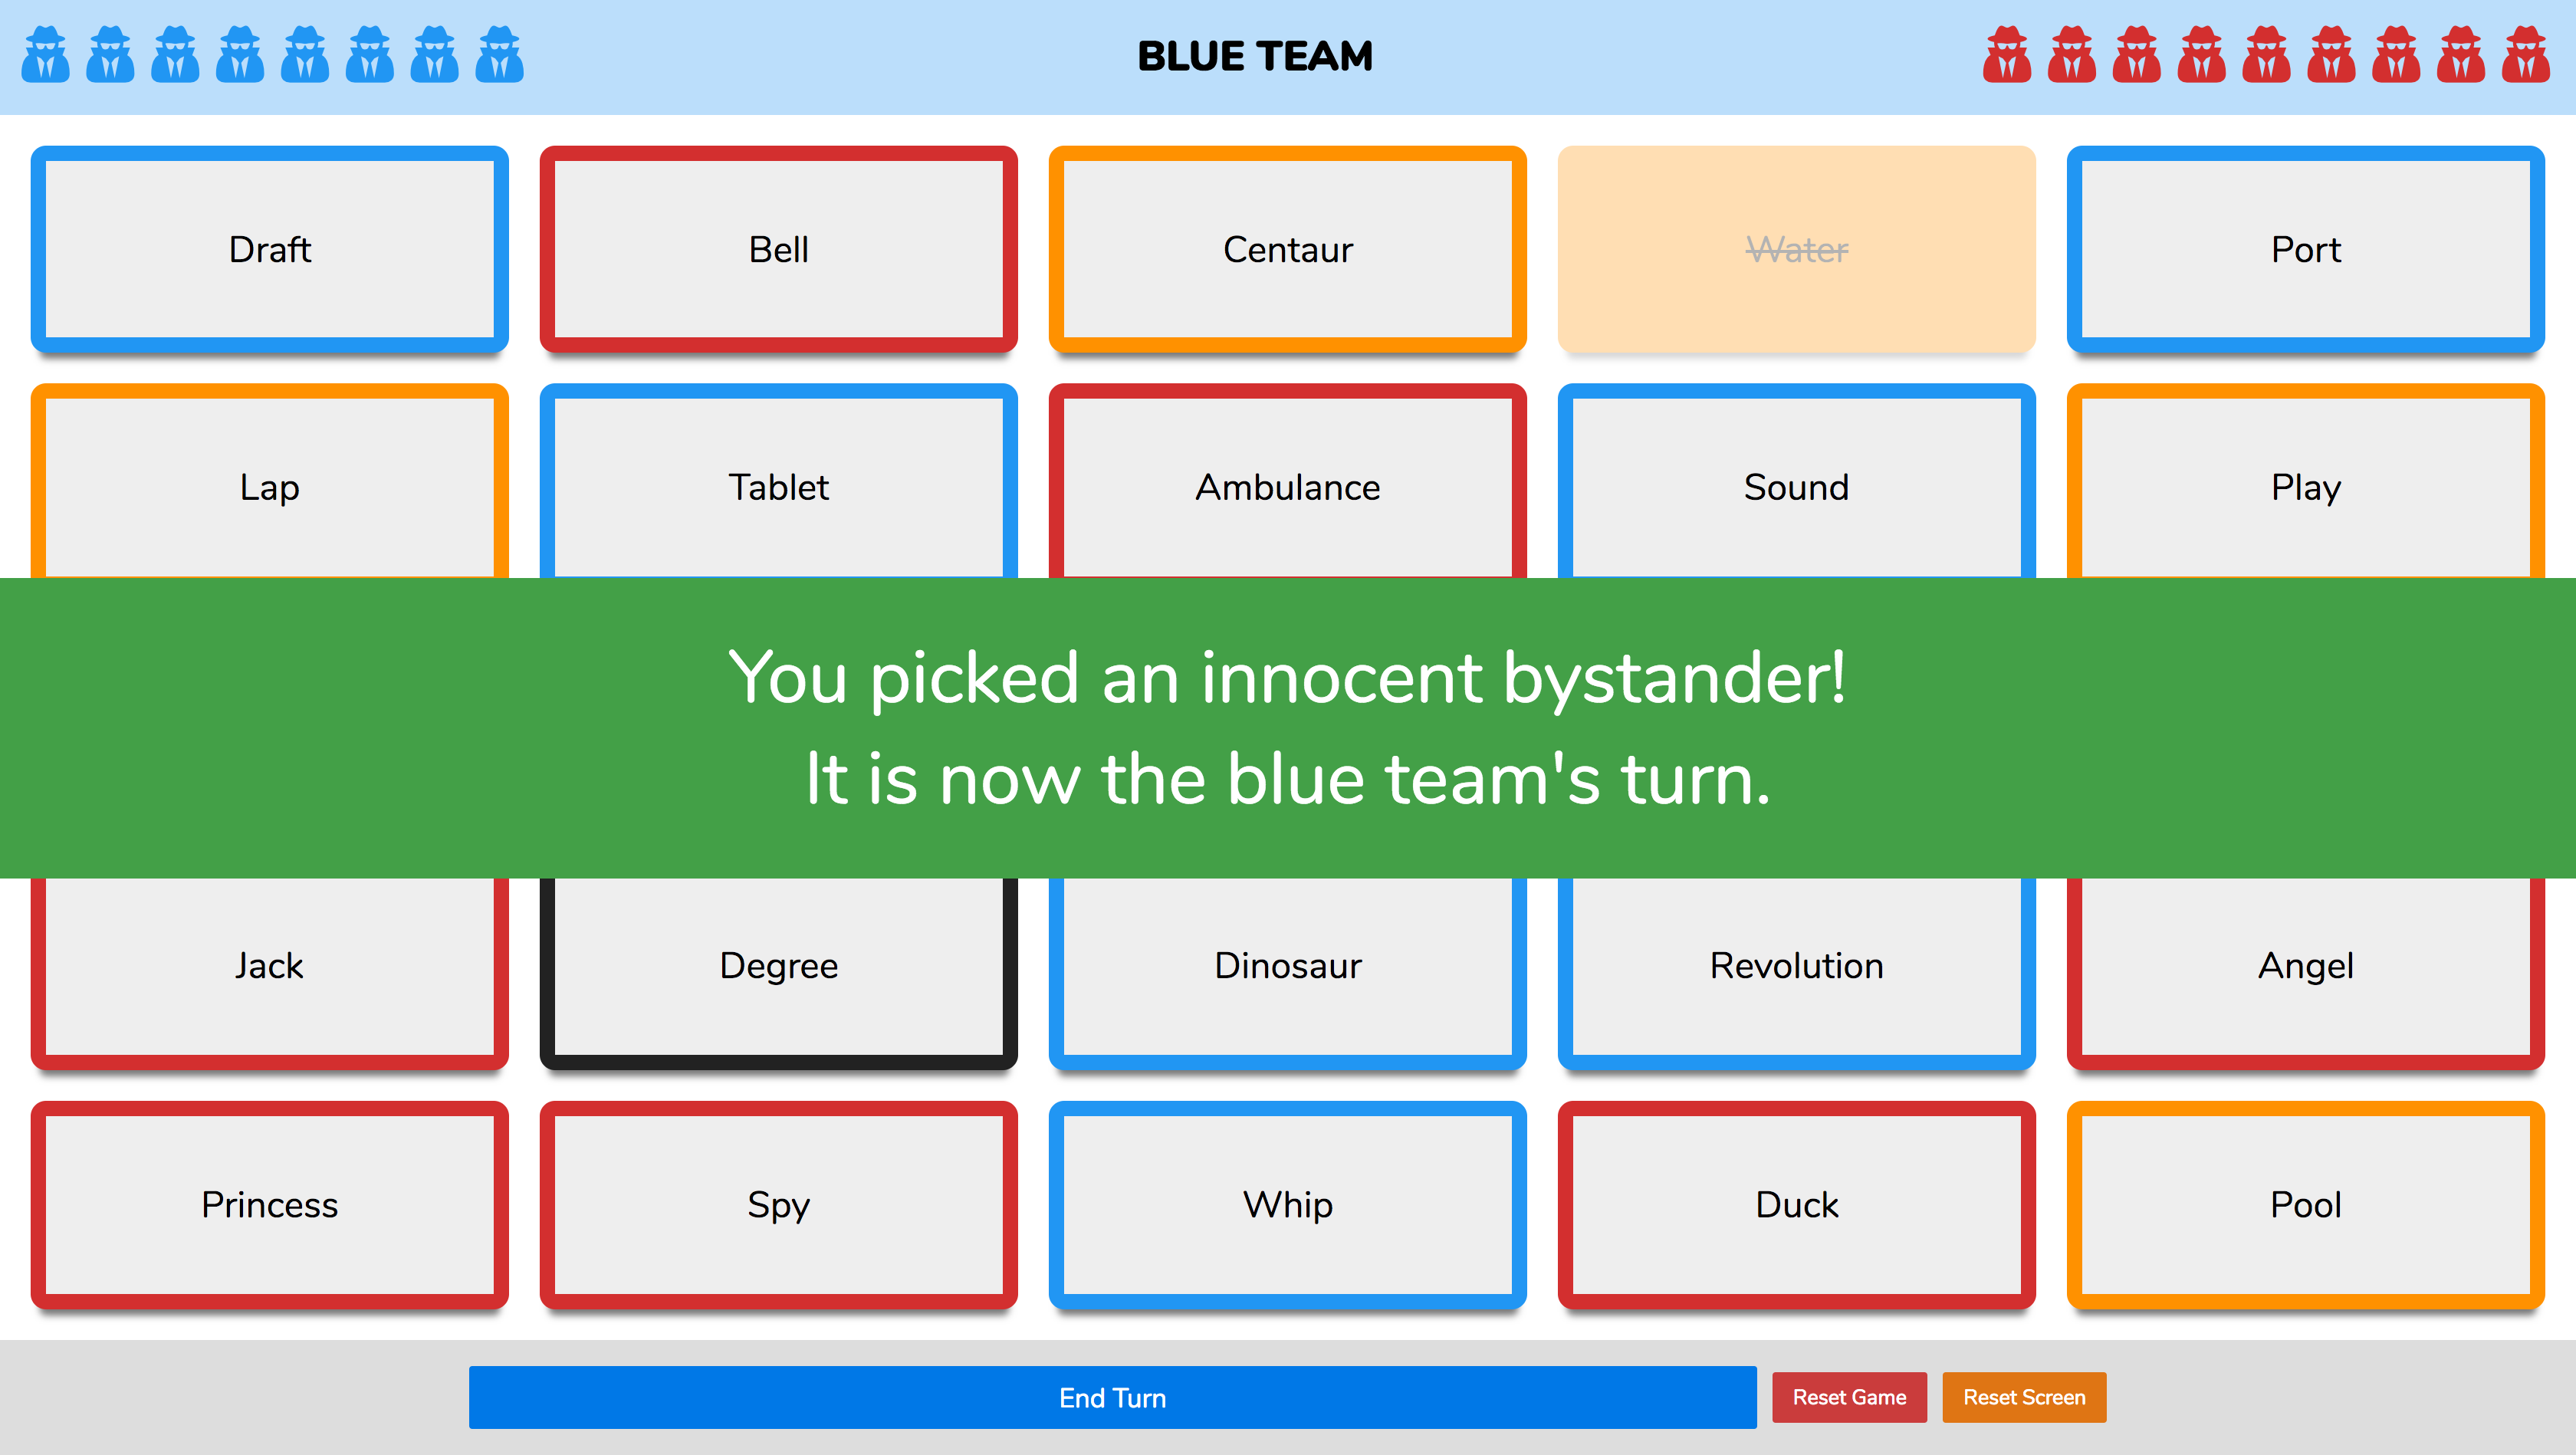 BLUE TEAM
Draft
Bell
Centaur
Water
Port
Lap
Tablet
Ambulance
Sound
Play
You picked an innocent bystander!
It is now the blue team's turn.
Jack
Degree
Dinosaur
Revolution
Angel
Princess
Spy
Whip
Duck
Pool
End Turn
Reset Game
Reset Screen